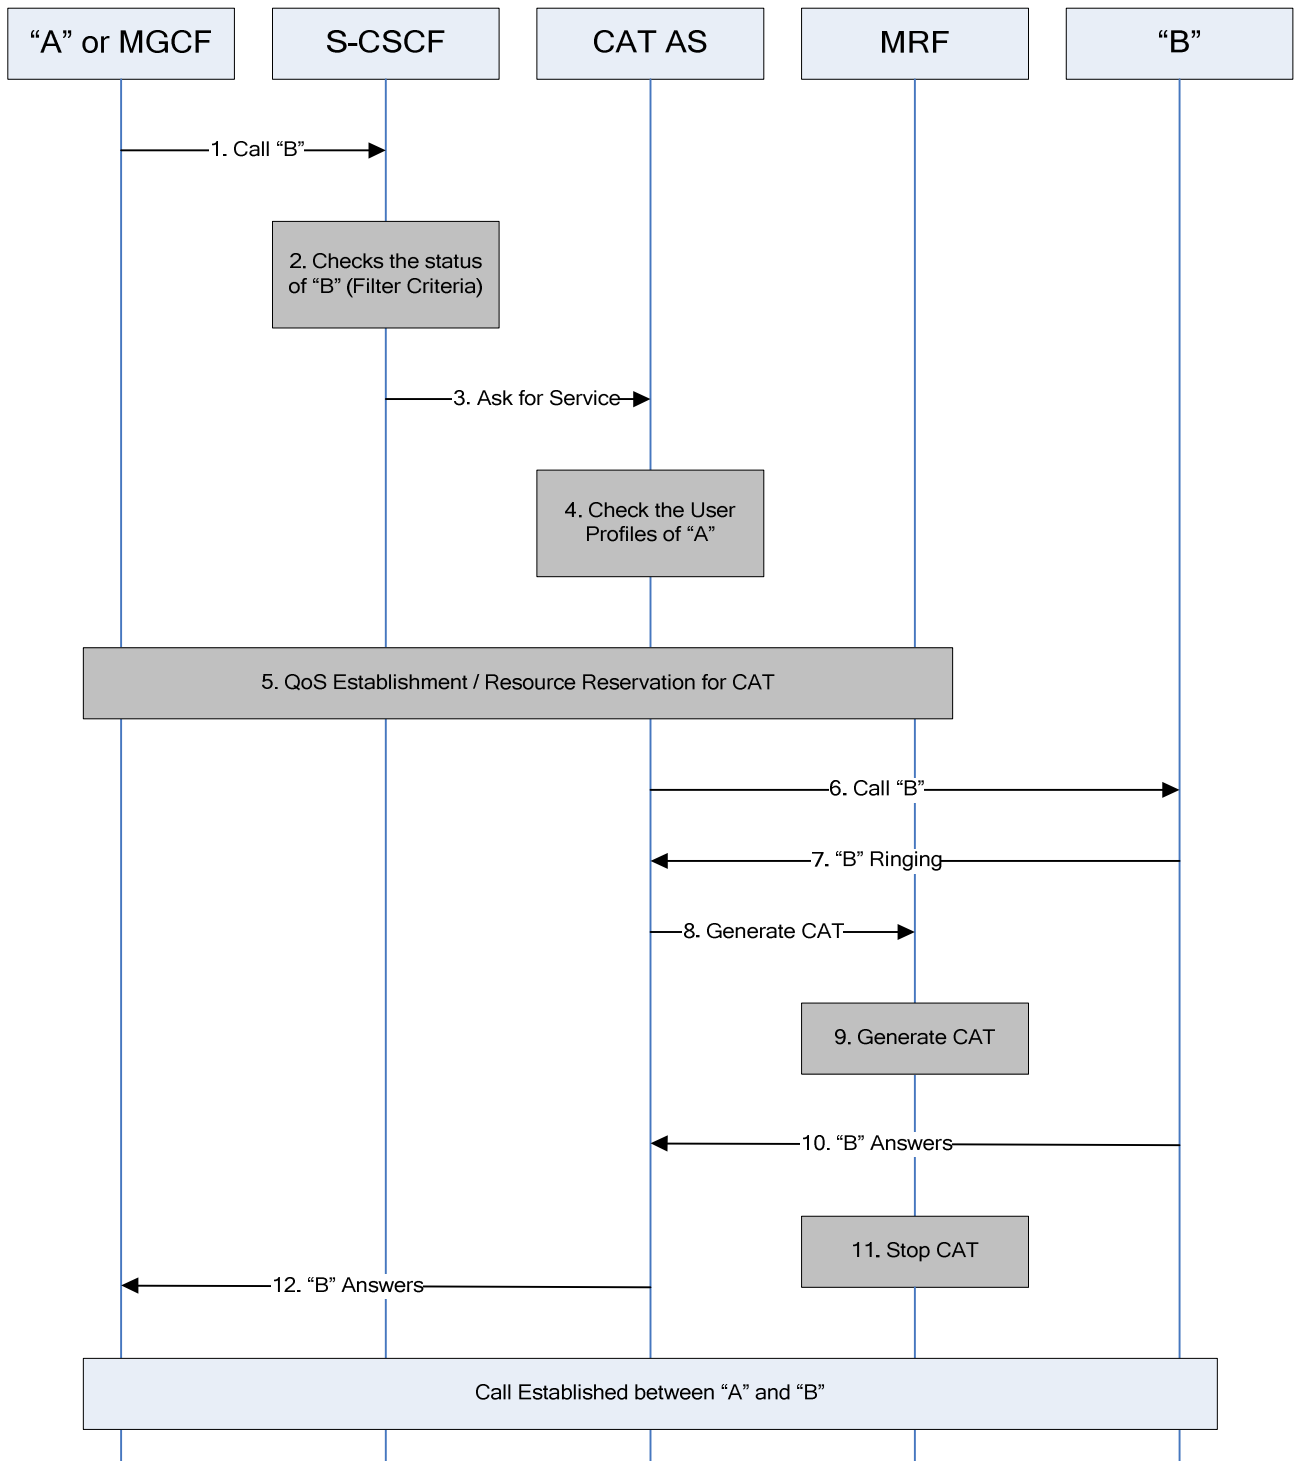 “A” or MGCF
S-CSCF
CAT AS
MRF
“B”
1. Call “B”
2. Checks the status
of “B” (Filter Criteria)
3. Ask for Service
4. Check the User
Profiles of “A”
5. QoS Establishment / Resource Reservation for CAT
6. Call “B”
7. “B” Ringing
8. Generate CAT
9. Generate CAT
10. “B” Answers
11. Stop CAT
12. “B” Answers
Call Established between “A” and “B”